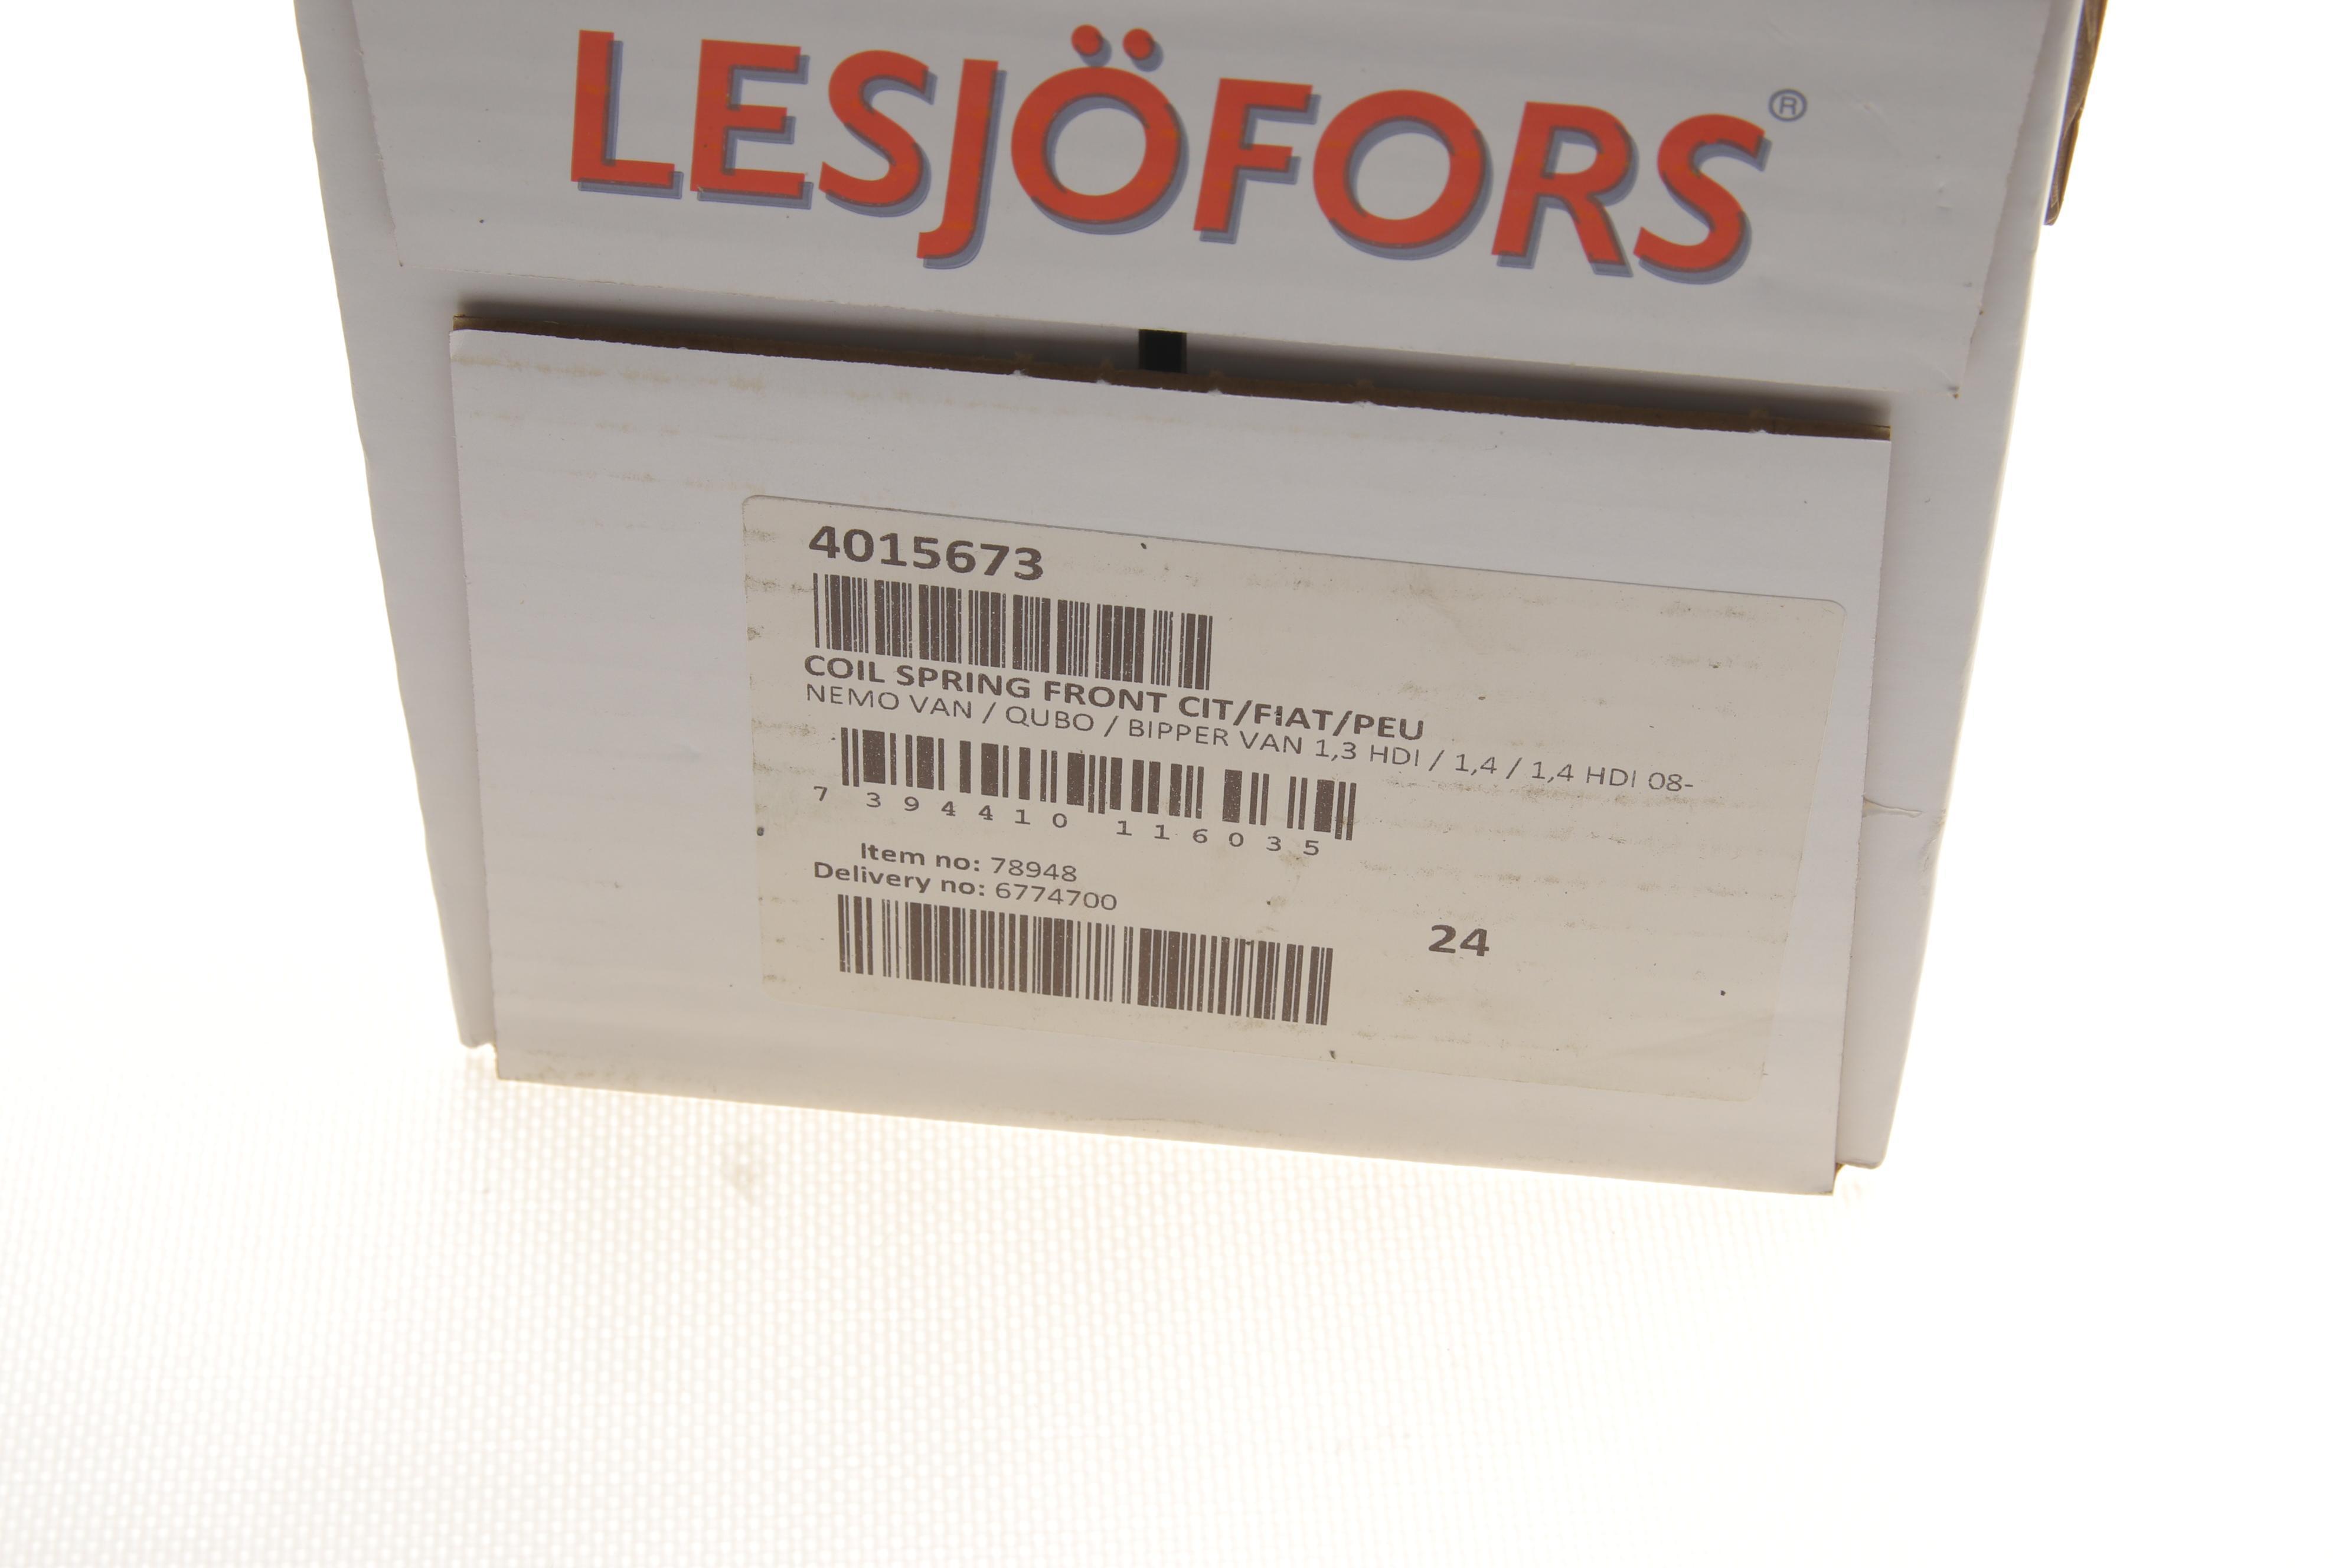 LESJÖFORS®
4015673
COIL SPRING FRONT CIT/FIAT/PEU
NEMO VAN / QUBO / BIPPER VAN 1,3 HDI / 1,4 / 1,4 HDI 08-
7 394410 116035
Item no: 78948
Delivery no: 6774700
24